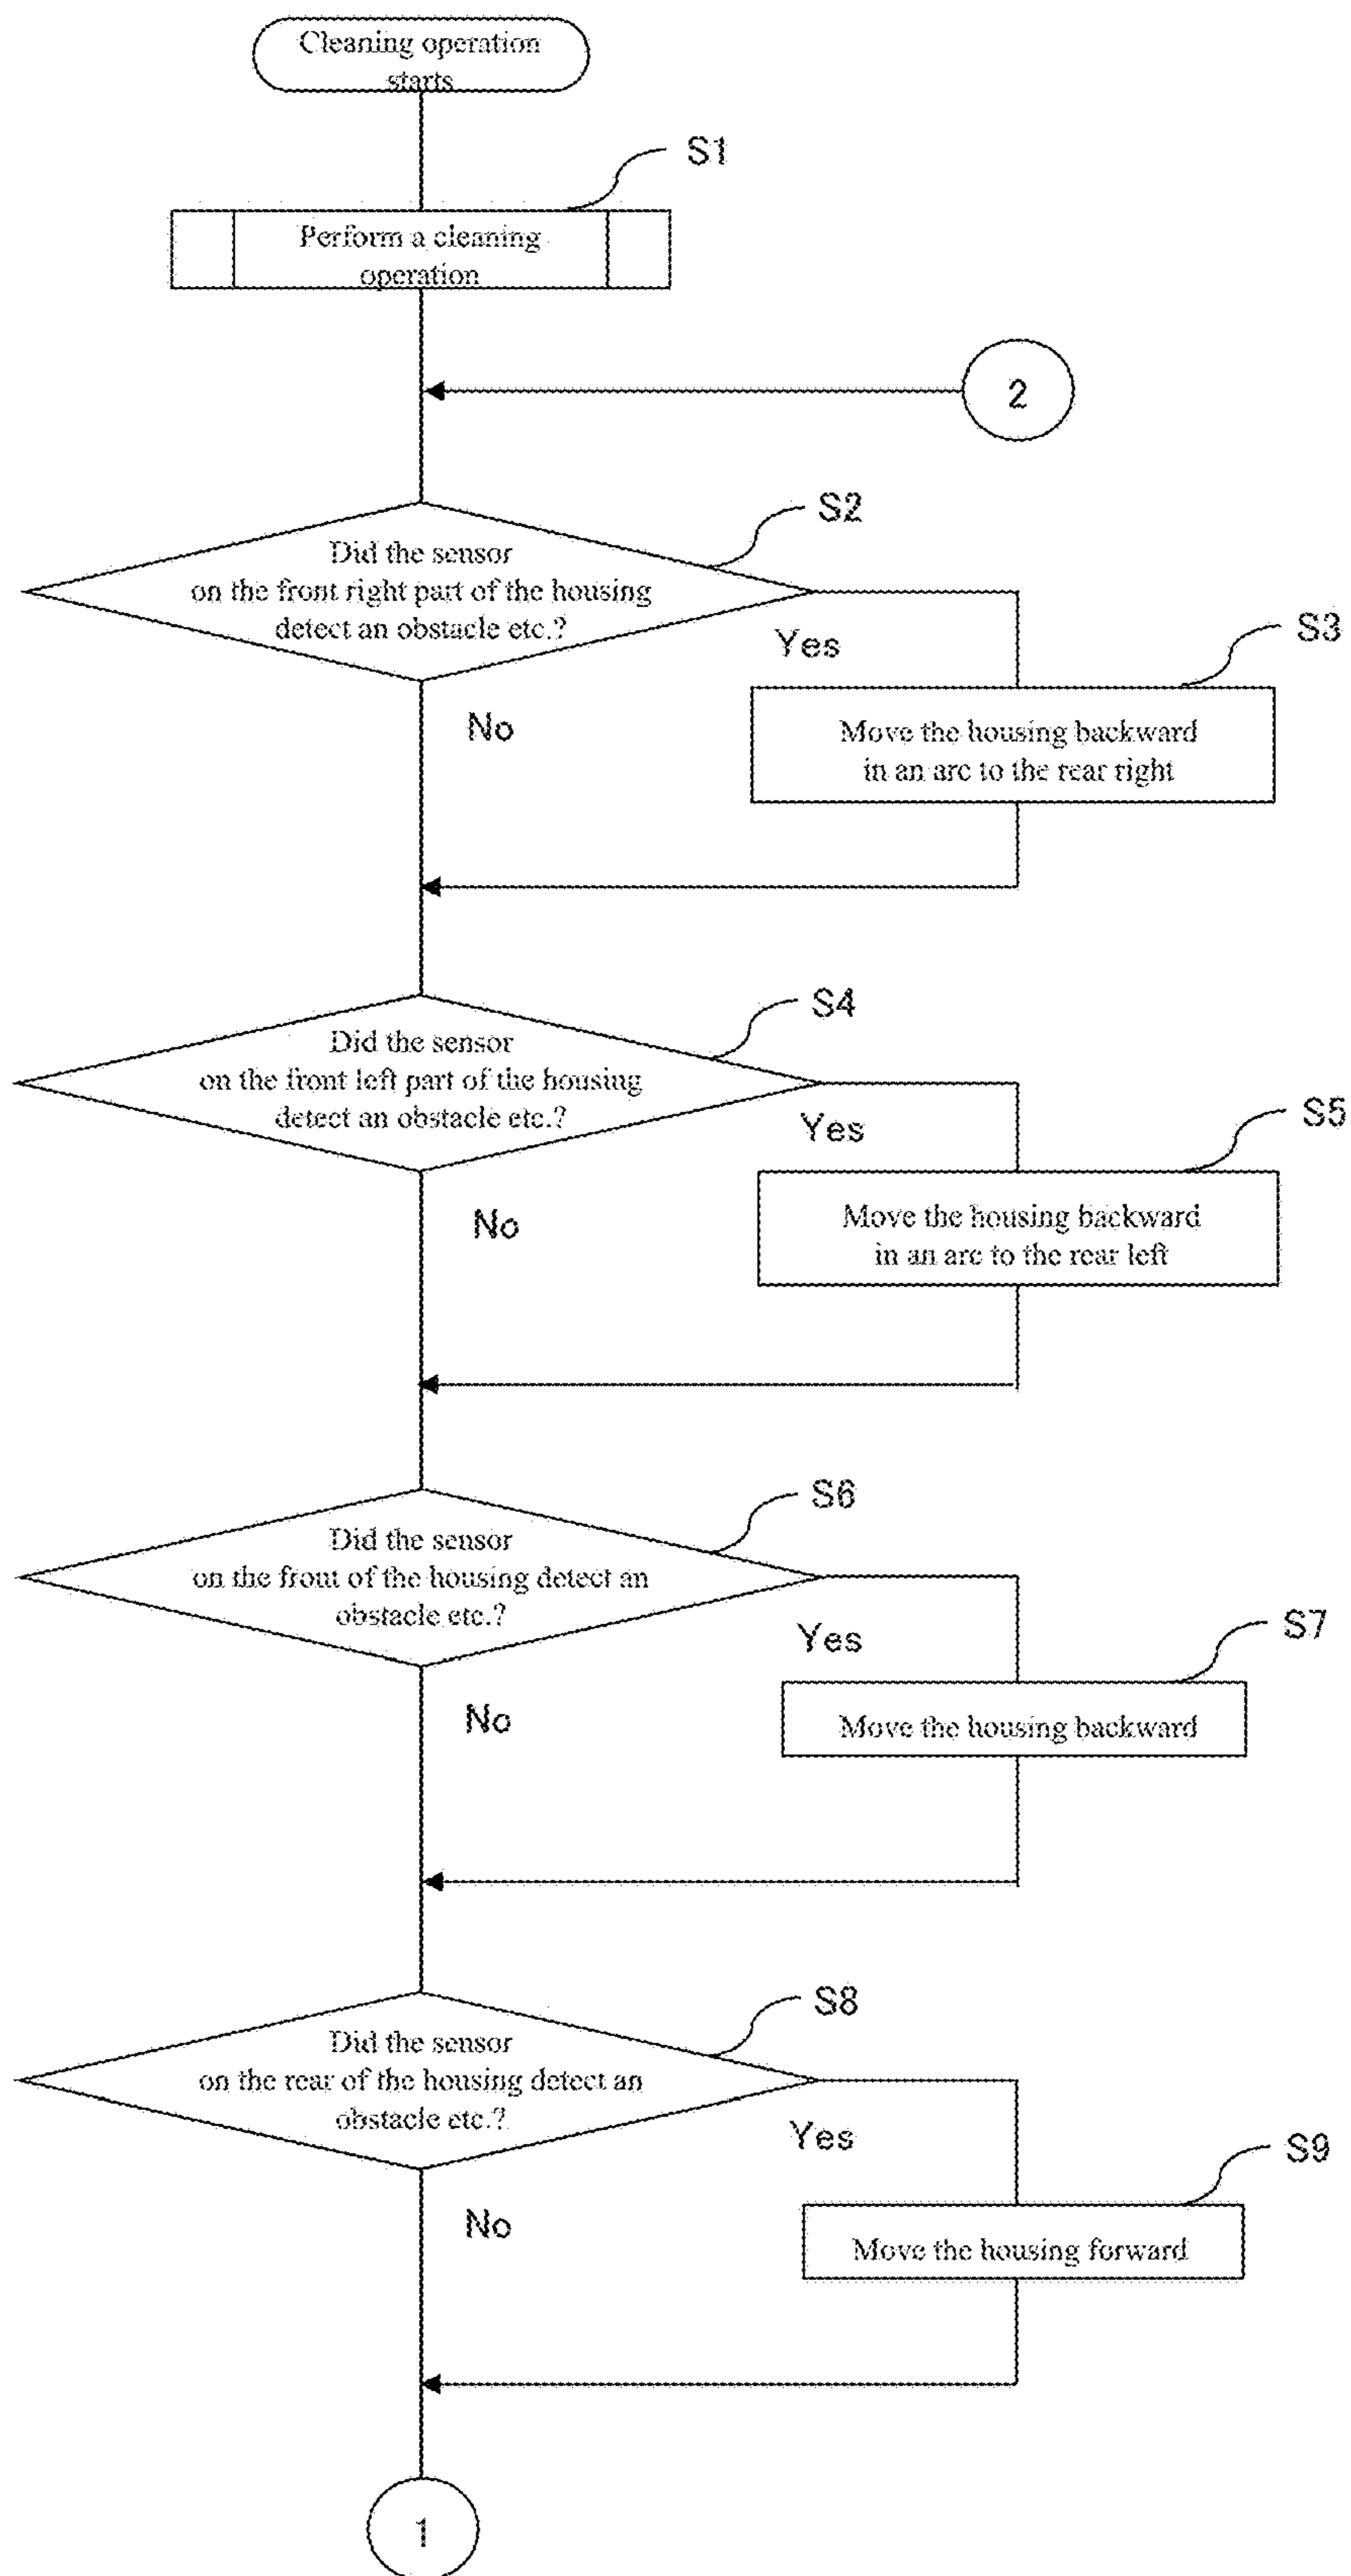 Cleaning operation
starts
S1
Perform a cleaning
operation
2
S2
Did the sensor
on the front right part of the housing
detect an obstacle etc.?
Yes
S3
No
Move the housing backward
in an arc to the rear right
S4
Did the sensor
on the front left part of the housing
detect an obstacle etc.?
Yes
S5
No
Move the housing backward
in an arc to the rear left
S6
Did the sensor
on the front of the housing detect an
obstacle etc.?
Yes
S7
No
Move the housing backward
S8
Did the sensor
on the rear of the housing detect an
obstacle etc.?
Yes
S9
No
Move the housing forward
1